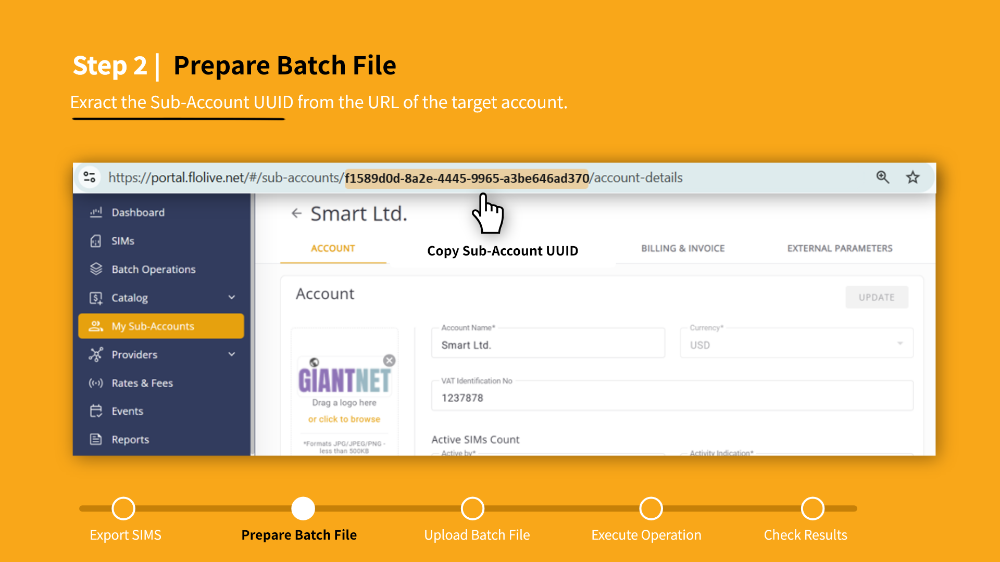 Step 2 | Prepare Batch File
Exract the Sub-Account UUID from the URL of the target account.
https://portal.flolive.net/#/sub-accounts/f1589d0d-8a2e-4445-9965-a3be646ad370/account-details
Dashboard
SIMs
Batch Operations
Catalog
My Sub-Accounts
Providers
Rates & Fees
Events
Reports
Smart Ltd.
ACCOUNT
Copy Sub-Account UUID
BILLING & INVOICE
EXTERNAL PARAMETERS
Account
UPDATE
GIANTNET
Drag a logo here
or click to browse
*Formats JPG/JPEG/PNG -
less than 500KB
Account Name*
Smart Ltd.
Currency*
USD
VAT Identification No
1237878
Active SIMs Count
Active by*
Activity Indication*
Export SIMS
Prepare Batch File
Upload Batch File
Execute Operation
Check Results